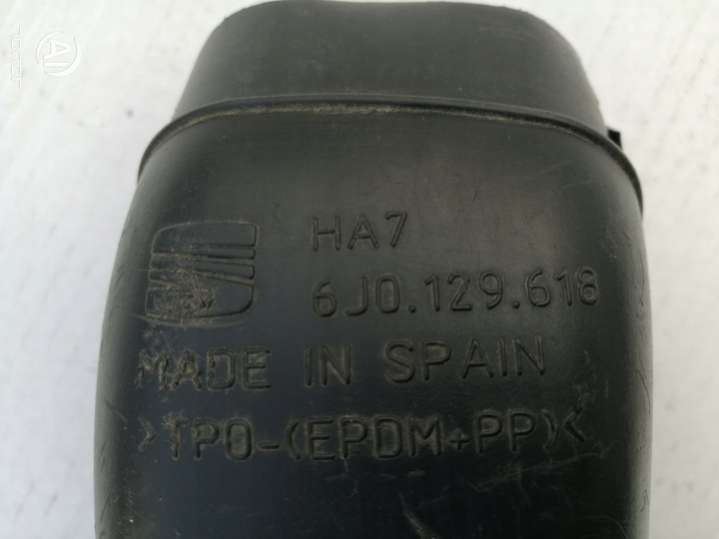 HA7
6J0.129.618
MADE IN SPAIN
>TPO-(EPDM+PP)<